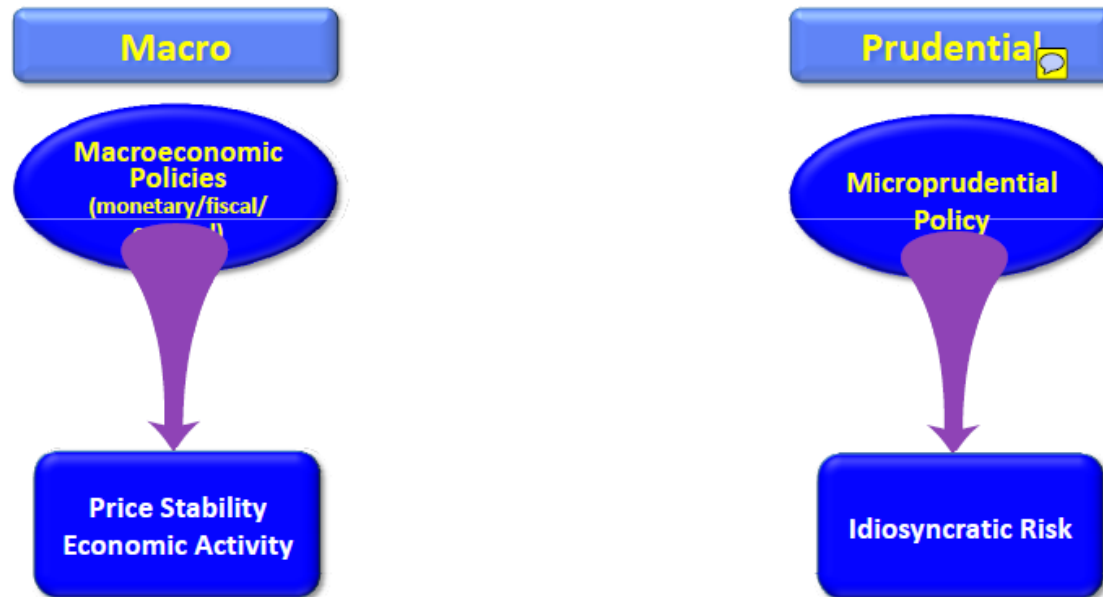 Macro
Prudential
Macroeconomic
Policies
(monetary/fiscal/
Microprudential
Policy
Price Stability
Economic Activity
Idiosyncratic Risk